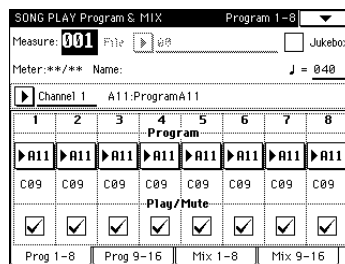 SONG PLAY Program & MIX Program 1-8
Measure: 001 File 00 Jukebox
Meter:**/** Name: ♩ = 040
Channel 1 A11:ProgramA11
1 2 3 4 5 6 7 8
Program
A11 A11 A11 A11 A11 A11 A11 A11
C09 C09 C09 C09 C09 C09 C09 C09
Play/Mute
Prog 1-8 Prog 9-16 Mix 1-8 Mix 9-16